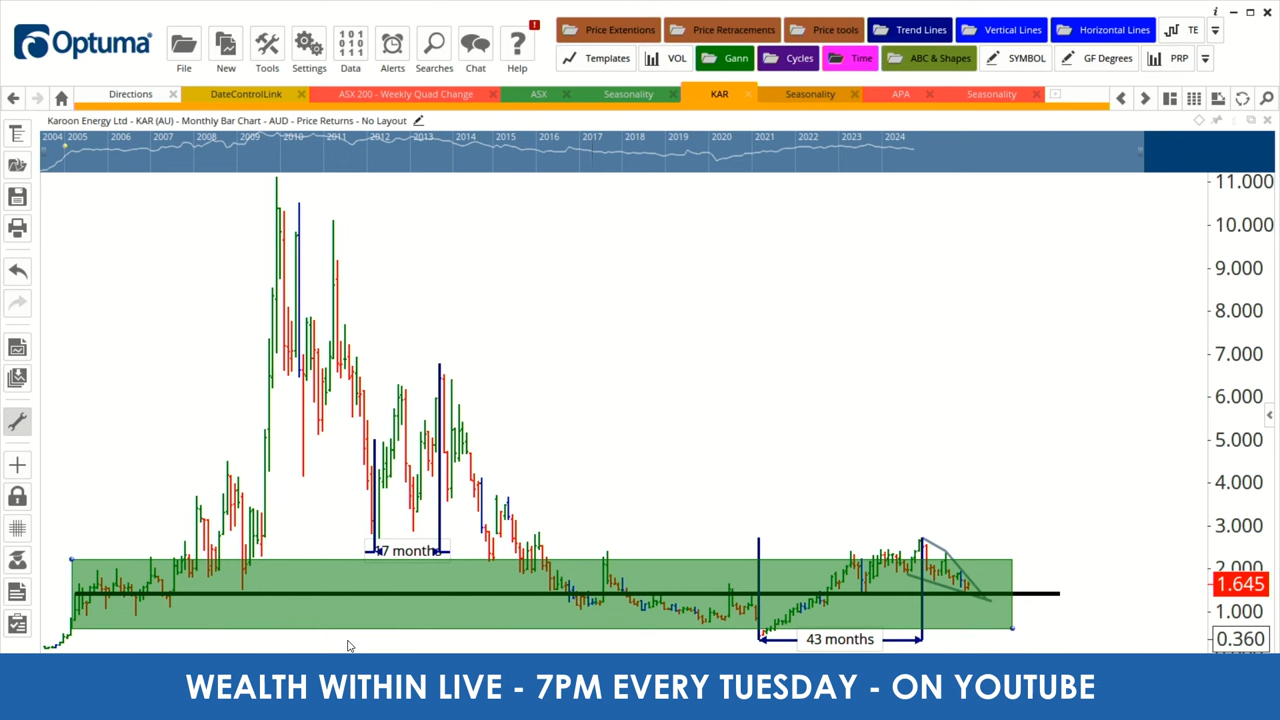 Optuma
File
New
Tools
Settings
101
010
101
Data
Alerts
Searches
Chat
?
!
Help
i
Price Extentions
Price Retracements
Price tools
Trend Lines
Vertical Lines
Horizontal Lines
TE
Templates
VOL
Gann
Cycles
Time
ABC & Shapes
SYMBOL
GF Degrees
PRP
Directions
DateControlLink
ASX 200 - Weekly Quad Change
ASX
Seasonality
KAR
Seasonality
APA
Seasonality
Karoon Energy Ltd - KAR (AU) - Monthly Bar Chart - AUD - Price Returns - No Layout
2004 2005 2006 2007 2008 2009 2010 2011 2012 2013 2014 2015 2016 2017 2018 2019 2020 2021 2022 2023 2024
11.000
10.000
9.000
8.000
7.000
6.000
5.000
4.000
3.000
2.000
1.645
1.000
0.360
17 months
43 months
WEALTH WITHIN LIVE - 7PM EVERY TUESDAY - ON YOUTUBE